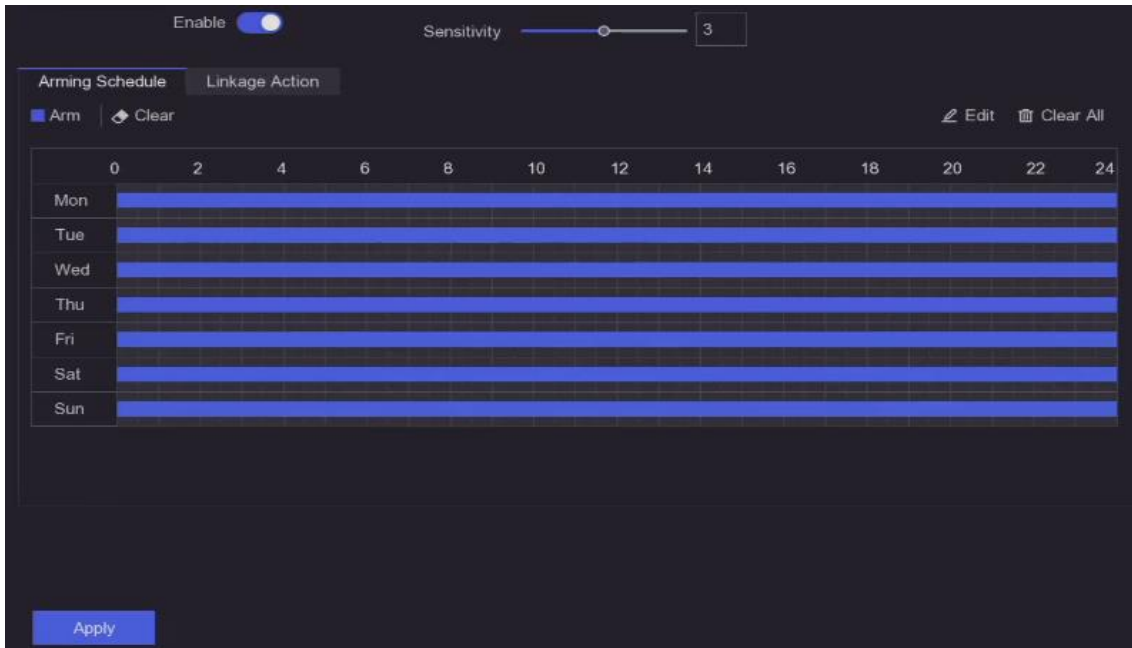 Enable Sensitivity 3
Arming Schedule Linkage Action
Arm Clear Edit Clear All
0 2 4 6 8 10 12 14 16 18 20 22 24
Mon
Tue
Wed
Thu
Fri
Sat
Sun
Apply